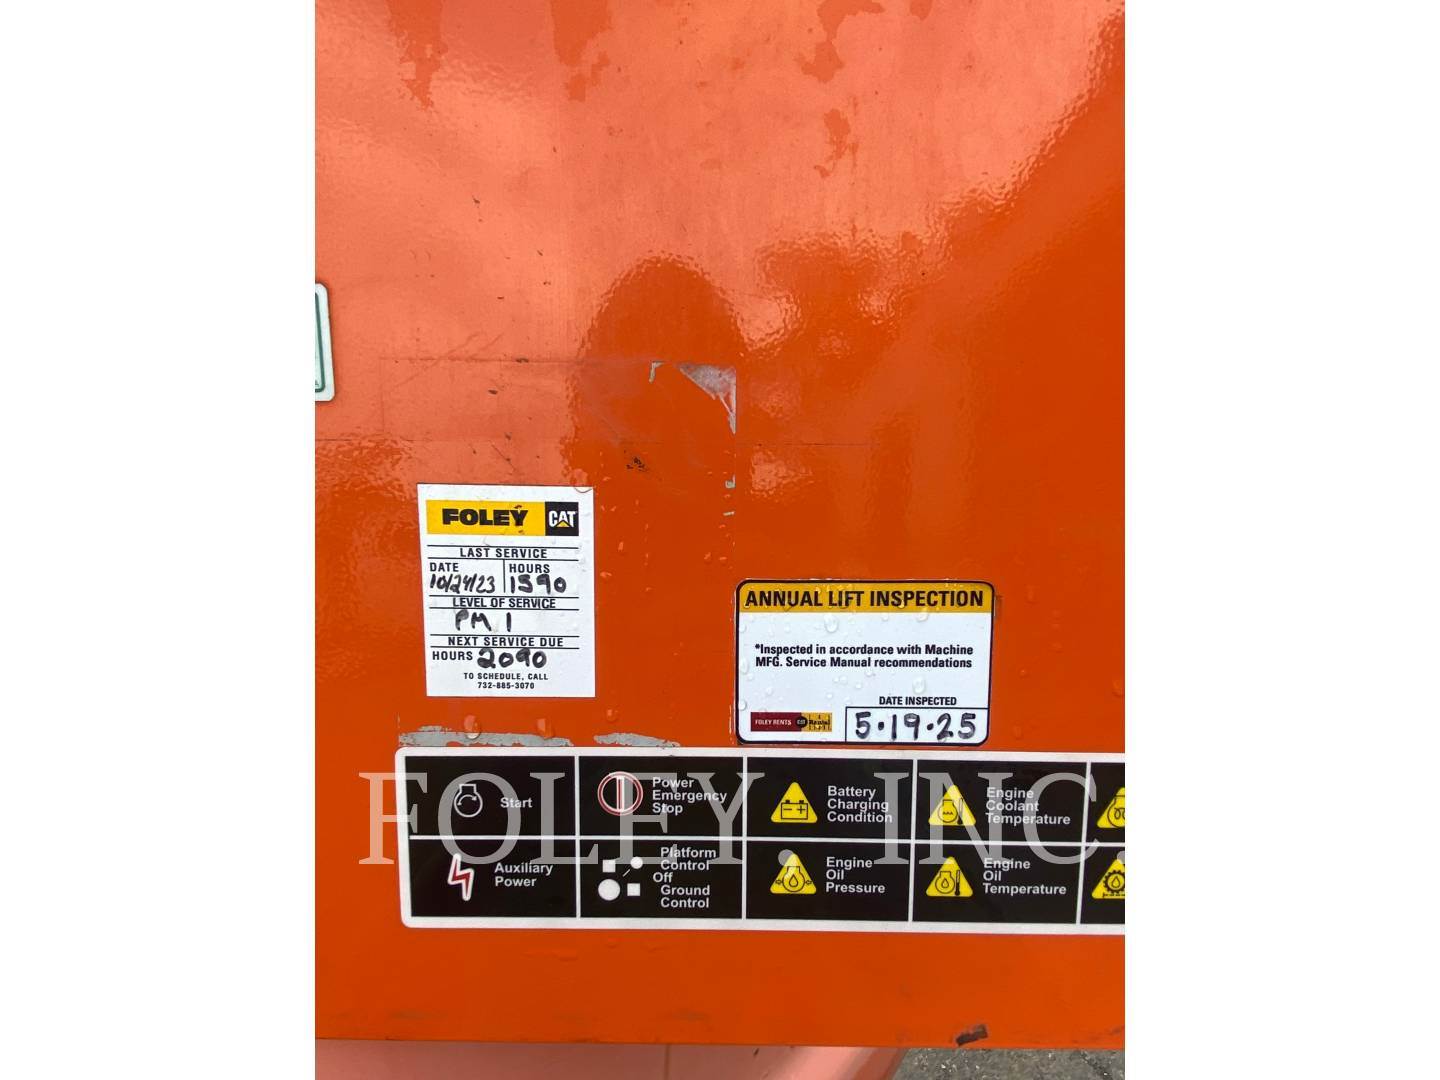 FOLEY CAT
LAST SERVICE
DATE HOURS
10/24/23 1590
LEVEL OF SERVICE
PM 1
NEXT SERVICE DUE
HOURS 2090
TO SCHEDULE, CALL
732-885-3070
ANNUAL LIFT INSPECTION
*Inspected in accordance with Machine
MFG. Service Manual recommendations
DATE INSPECTED
FOLEY RENTS CAT Rental
5·19·25
Start
Power
Emergency
Stop
Battery
Charging
Condition
Engine
Coolant
Temperature
Auxiliary
Power
Platform
Control
Off
Ground
Control
Engine
Oil
Pressure
Engine
Oil
Temperature
FOLEY, INC.